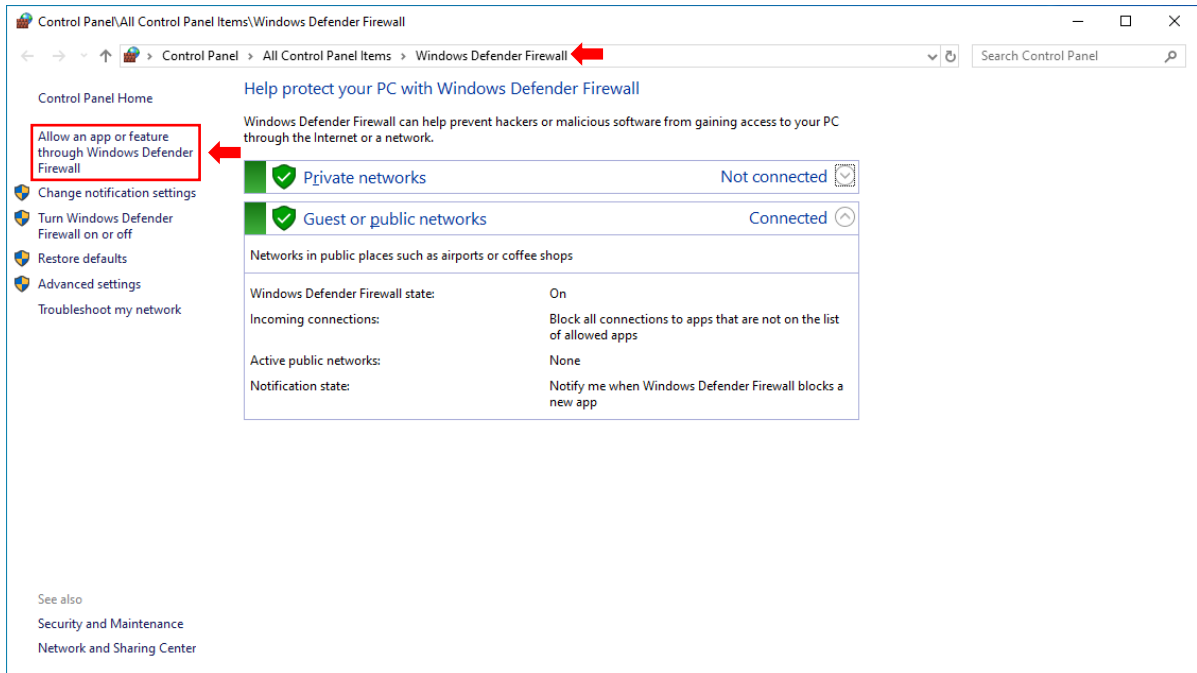 Control Panel\All Control Panel Items\Windows Defender Firewall
Control Panel > All Control Panel Items > Windows Defender Firewall
Search Control Panel
Control Panel Home
Allow an app or feature
through Windows Defender
Firewall
Change notification settings
Turn Windows Defender
Firewall on or off
Restore defaults
Advanced settings
Troubleshoot my network
Help protect your PC with Windows Defender Firewall
Windows Defender Firewall can help prevent hackers or malicious software from gaining access to your PC
through the Internet or a network.
Private networks Not connected
Guest or public networks Connected
Networks in public places such as airports or coffee shops
Windows Defender Firewall state: On
Incoming connections: Block all connections to apps that are not on the list
of allowed apps
Active public networks: None
Notification state: Notify me when Windows Defender Firewall blocks a
new app
See also
Security and Maintenance
Network and Sharing Center